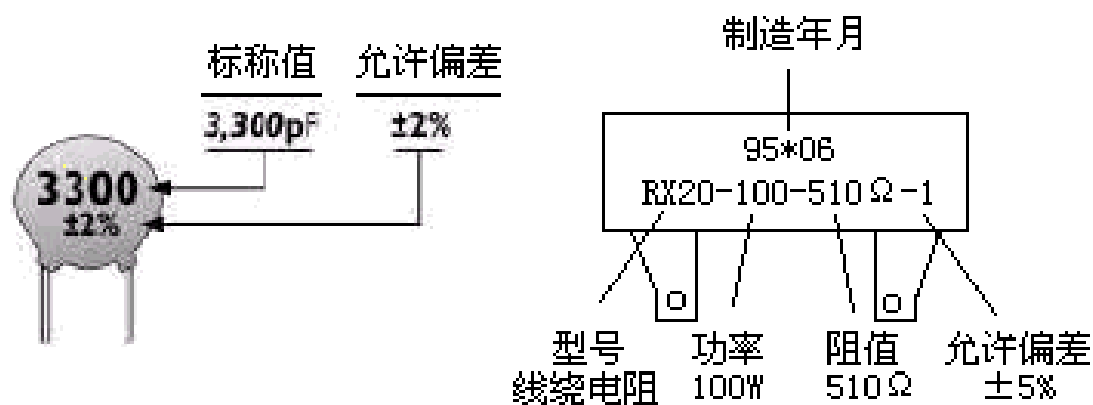 标称值 允许偏差
3,300pF ±2%
3300
±2%
制造年月
95*06
RX20-100-510Ω-1
型号 功率 阻值 允许偏差
线绕电阻 100W 510Ω ±5%